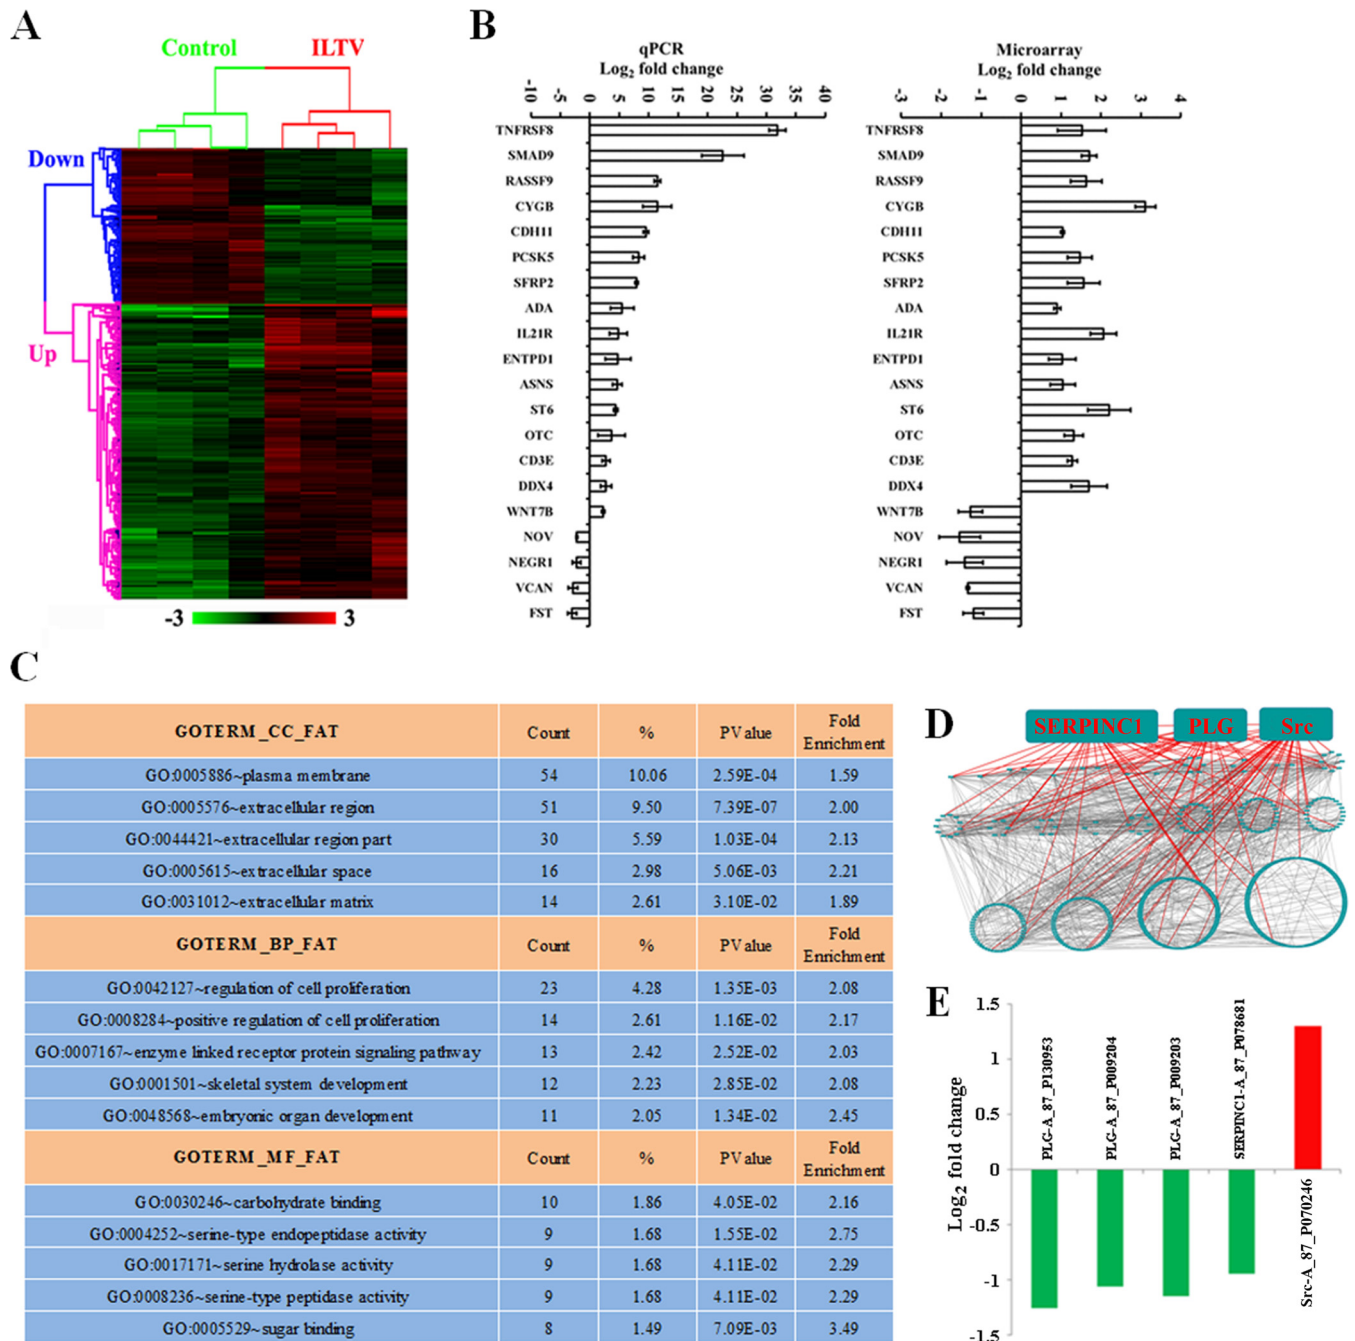 A
Control ILTV
Down
Up
-3 3
B
qPCR
Log2 fold change
-10 -5 0 5 10 15 20 25 30 35 40
TNFRSF8
SMAD9
RASSF9
CYGB
CDH11
PCSK5
SFRP2
ADA
IL21R
ENTPD1
ASNS
ST6
OTC
CD3E
DDX4
WNT7B
NOV
NEGR1
VCAN
FST
Microarray
Log2 fold change
-3 -2 -1 0 1 2 3 4
TNFRSF8
SMAD9
RASSF9
CYGB
CDH11
PCSK5
SFRP2
ADA
IL21R
ENTPD1
ASNS
ST6
OTC
CD3E
DDX4
WNT7B
NOV
NEGR1
VCAN
FST
C
GOTERM_CC_FAT Count % PValue Fold Enrichment
GO:0005886~plasma membrane 54 10.06 2.59E-04 1.59
GO:0005576~extracellular region 51 9.50 7.39E-07 2.00
GO:0044421~extracellular region part 30 5.59 1.03E-04 2.13
GO:0005615~extracellular space 16 2.98 5.06E-03 2.21
GO:0031012~extracellular matrix 14 2.61 3.10E-02 1.89
GOTERM_BP_FAT Count % PValue Fold Enrichment
GO:0042127~regulation of cell proliferation 23 4.28 1.35E-03 2.08
GO:0008284~positive regulation of cell proliferation 14 2.61 1.16E-02 2.17
GO:0007167~enzyme linked receptor protein signaling pathway 13 2.42 2.52E-02 2.03
GO:0001501~skeletal system development 12 2.23 2.85E-02 2.08
GO:0048568~embryonic organ development 11 2.05 1.34E-02 2.45
GOTERM_MF_FAT Count % PValue Fold Enrichment
GO:0030246~carbohydrate binding 10 1.86 4.05E-02 2.16
GO:0004252~serine-type endopeptidase activity 9 1.68 1.55E-02 2.75
GO:0017171~serine hydrolase activity 9 1.68 4.11E-02 2.29
GO:0008236~serine-type peptidase activity 9 1.68 4.11E-02 2.29
GO:0005529~sugar binding 8 1.49 7.09E-03 3.49
D
SERPINC1 PLG Src
E
Log2 fold change
1.5
1
0.5
0
-0.5
-1
-1.5
PLG-A_87_P130953
PLG-A_87_P009204
PLG-A_87_P009203
SERPINC1-A_87_P078681
Src-A_87_P070246